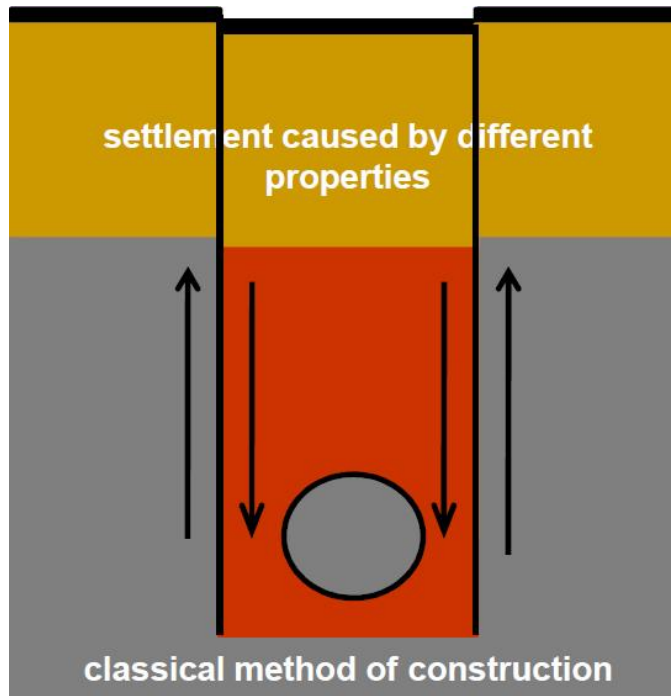 settlement caused by different
properties
classical method of construction